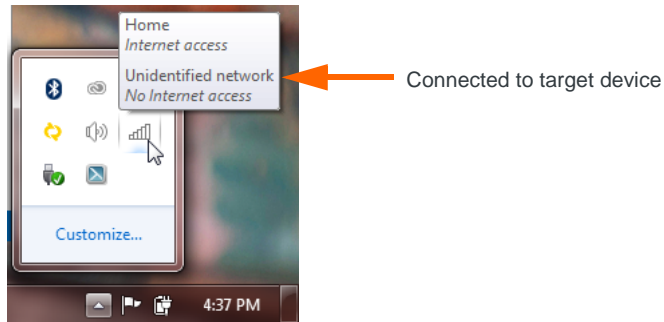 Home
Internet access
Unidentified network
No Internet access
Connected to target device
Customize...
4:37 PM